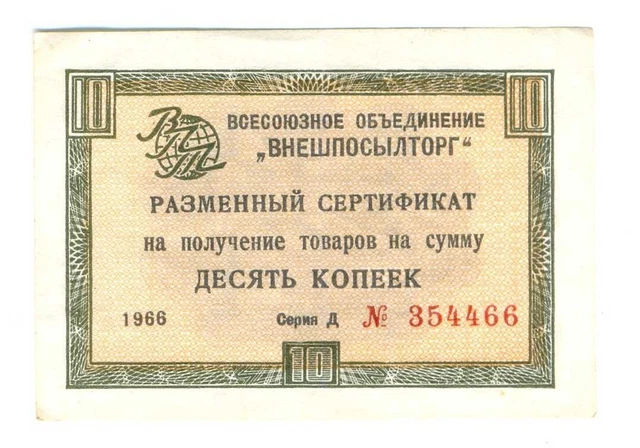 10 10
ВПТ
ВСЕСОЮЗНОЕ ОБЪЕДИНЕНИЕ
„ВНЕШПОСЫЛТОРГ“
РАЗМЕННЫЙ СЕРТИФИКАТ
на получение товаров на сумму
ДЕСЯТЬ КОПЕЕК
1966 Серия Д № 354466
10